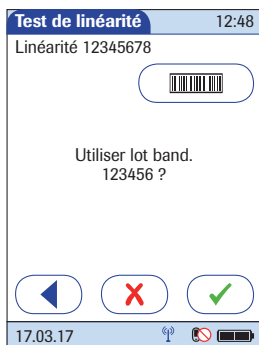 Test de linéarité 12:48
Linéarité 12345678
Utiliser lot band.
123456 ?
17.03.17